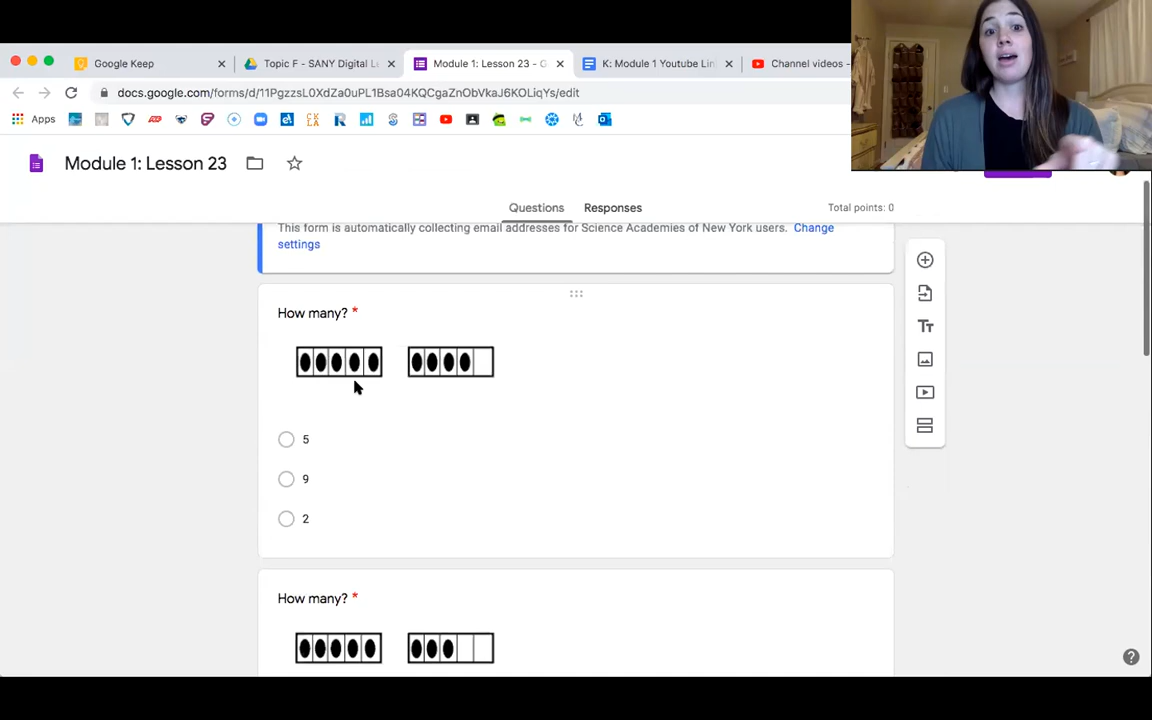 Google Keep
Topic F - SANY Digital L
Module 1: Lesson 23 - G
K: Module 1 Youtube Lin
Channel videos -
docs.google.com/forms/d/11PgzzsL0XdZa0uPL1Bsa04KQCgaZnObVkaJ6KOLiqYs/edit
Apps
Module 1: Lesson 23
Questions
Responses
Total points: 0
This form is automatically collecting email addresses for Science Academies of New York users. Change
settings
How many? *
5
9
2
How many? *